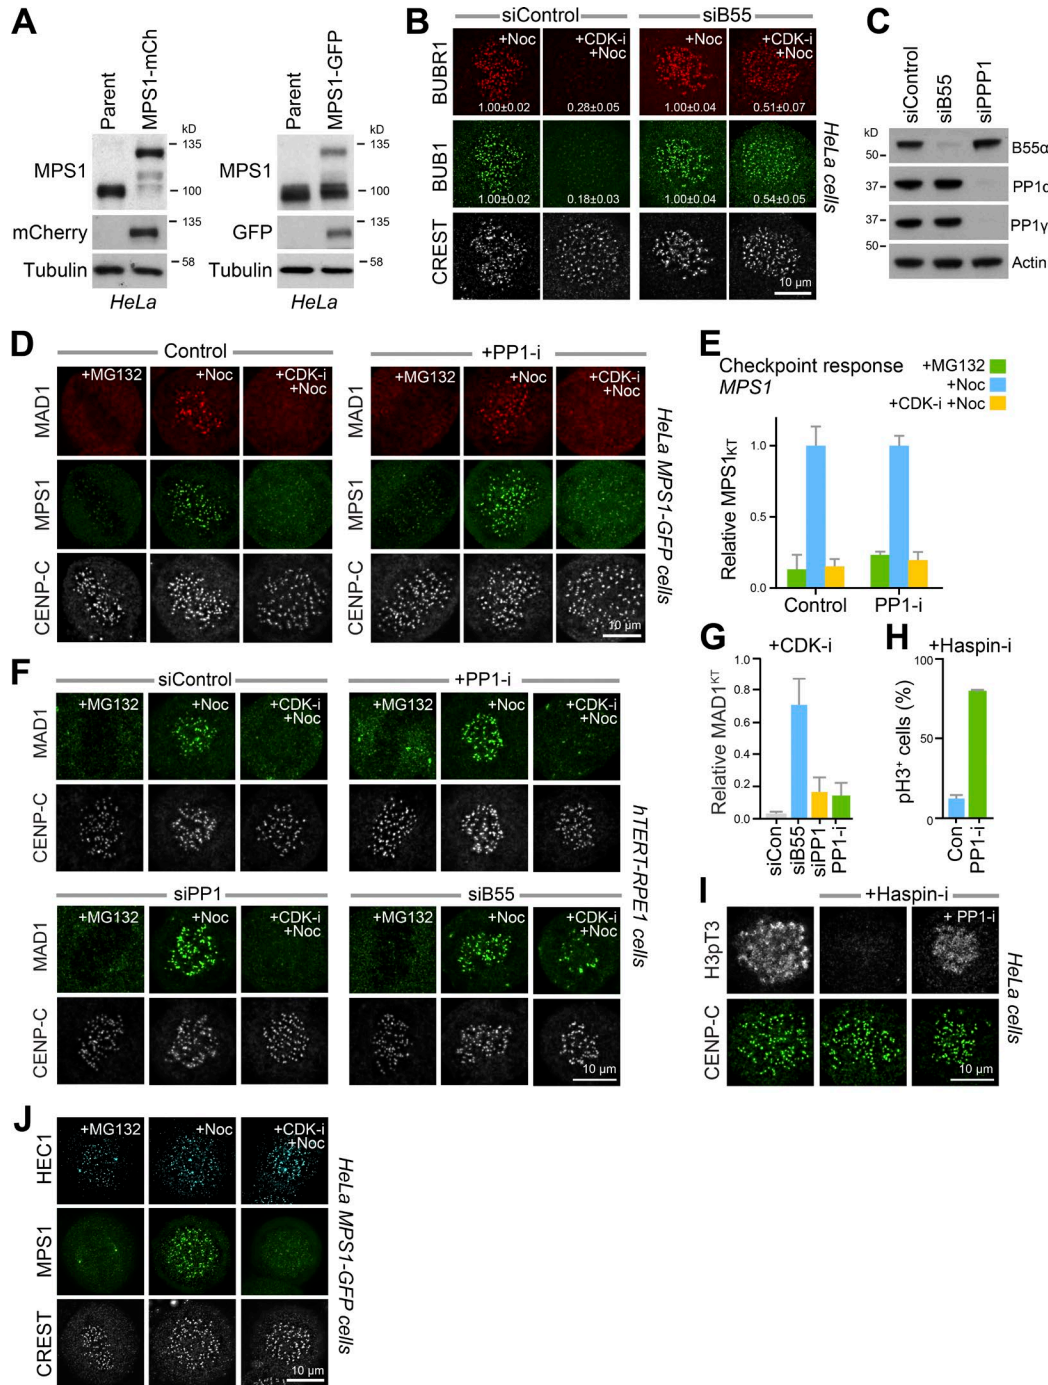 A
Parent
MPS1-mCh
kD
MPS1
135
100
mCherry
135
Tubulin
58
HeLa
Parent
MPS1-GFP
kD
MPS1
135
100
GFP
135
Tubulin
58
HeLa
B
siControl
siB55
+Noc
+CDK-i
+Noc
+Noc
+CDK-i
+Noc
BUBR1
1.00±0.02
0.28±0.05
1.00±0.04
0.51±0.07
BUB1
1.00±0.02
0.18±0.03
1.00±0.04
0.54±0.05
CREST
10 µm
HeLa cells
C
siControl
siB55
siPPP1
kD
50
B55α
37
PP1α
37
PP1γ
50
Actin
D
Control
+PP1-i
+MG132
+Noc
+CDK-i
+Noc
+MG132
+Noc
+CDK-i
+Noc
MAD1
MPS1
CENP-C
10 µm
HeLa MPS1-GFP cells
E
Checkpoint response
MPS1
+MG132
+Noc
+CDK-i +Noc
Relative MPS1KT
1.0
0.5
0.0
Control
PP1-i
F
siControl
+PP1-i
+MG132
+Noc
+CDK-i
+Noc
+MG132
+Noc
+CDK-i
+Noc
MAD1
CENP-C
siPP1
siB55
+MG132
+Noc
+CDK-i
+Noc
+MG132
+Noc
+CDK-i
+Noc
MAD1
CENP-C
10 µm
hTERT-RPE1 cells
G
+CDK-i
Relative MAD1KT
1.0
0.8
0.6
0.4
0.2
0.0
siCon
siB55
siPP1
PP1-i
H
+Haspin-i
pH3+ cells (%)
100
50
0
Con
PP1-i
I
+Haspin-i
+ PP1-i
H3pT3
CENP-C
10 µm
HeLa cells
J
+MG132
+Noc
+CDK-i
+Noc
HEC1
MPS1
CREST
10 µm
HeLa MPS1-GFP cells